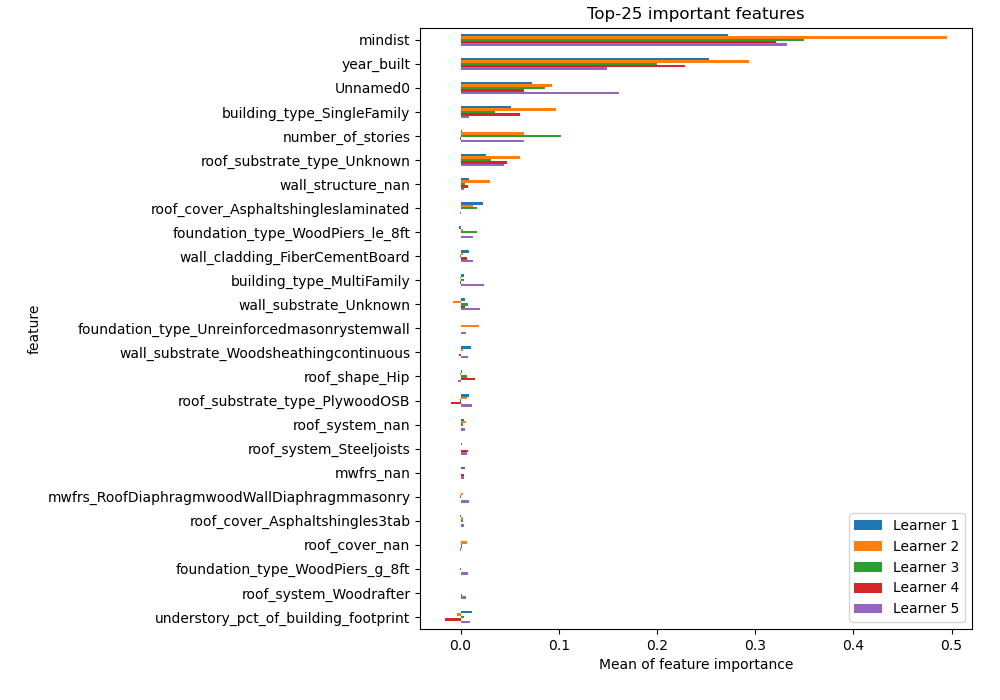 Top-25 important features
mindist
year_built
Unnamed0
building_type_SingleFamily
number_of_stories
roof_substrate_type_Unknown
wall_structure_nan
roof_cover_Asphaltshingleslaminated
foundation_type_WoodPiers_le_8ft
wall_cladding_FiberCementBoard
building_type_MultiFamily
wall_substrate_Unknown
foundation_type_Unreinforcedmasonrystemwall
wall_substrate_Woodsheathingcontinuous
roof_shape_Hip
roof_substrate_type_PlywoodOSB
roof_system_nan
roof_system_Steeljoists
mwfrs_nan
mwfrs_RoofDiaphragmwoodWallDiaphragmmasonry
roof_cover_Asphaltshingles3tab
roof_cover_nan
foundation_type_WoodPiers_g_8ft
roof_system_Woodrafter
understory_pct_of_building_footprint
feature
Learner 1
Learner 2
Learner 3
Learner 4
Learner 5
0.0 0.1 0.2 0.3 0.4 0.5
Mean of feature importance